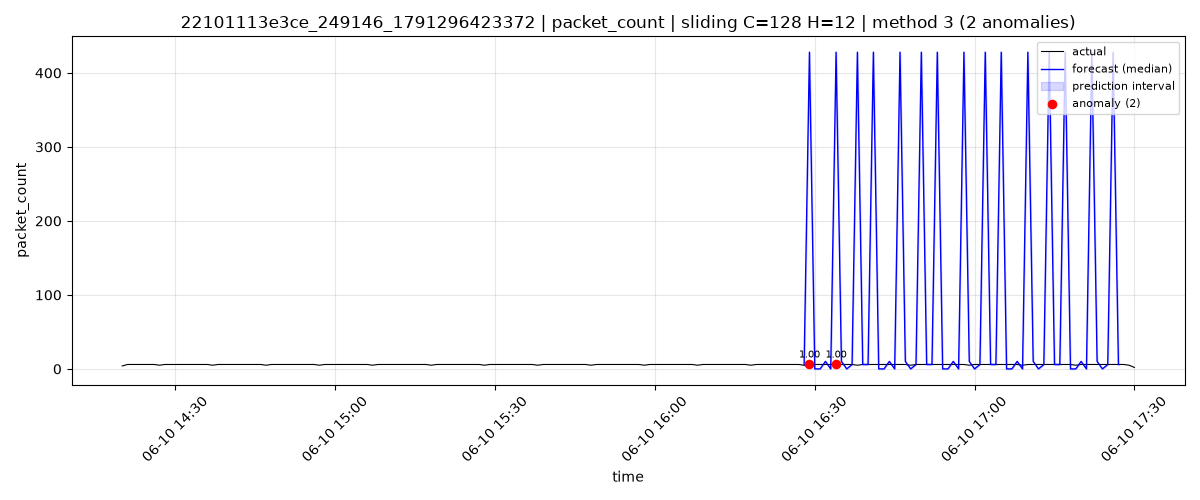 22101113e3ce_249146_1791296423372 | packet_count | sliding C=128 H=12 | method 3 (2 anomalies)
actual
forecast (median)
prediction interval
anomaly (2)
packet_count
400
300
200
100
0
1.00 1.00
06-10 14:30
06-10 15:00
06-10 15:30
06-10 16:00
06-10 16:30
06-10 17:00
06-10 17:30
time